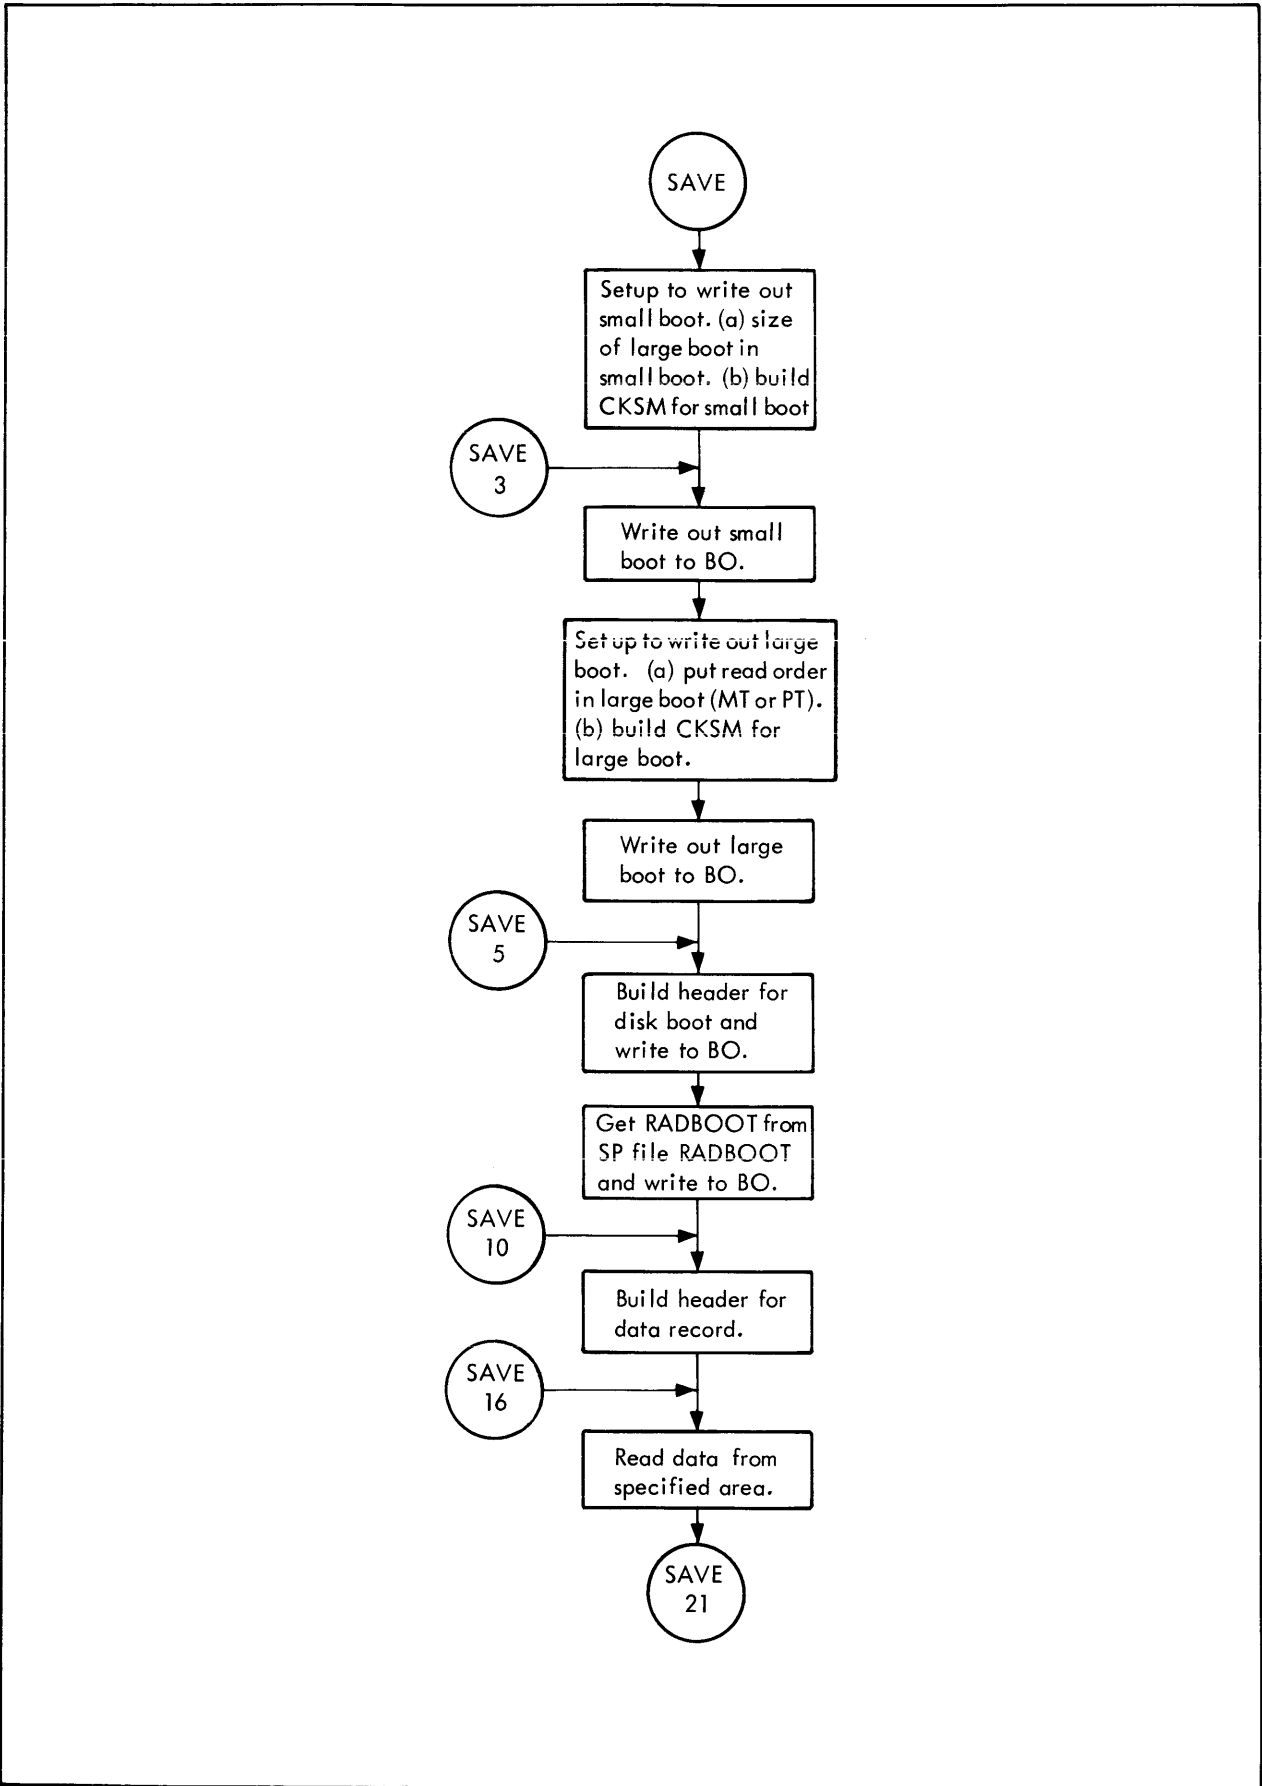 SAVE
Setup to write out
small boot. (a) size
of large boot in
small boot. (b) build
CKSM for small boot
SAVE
3
Write out small
boot to BO.
Set up to write out large
boot. (a) put read order
in large boot (MT or PT).
(b) build CKSM for
large boot.
Write out large
boot to BO.
SAVE
5
Build header for
disk boot and
write to BO.
Get RADBOOT from
SP file RADBOOT
and write to BO.
SAVE
10
Build header for
data record.
SAVE
16
Read data from
specified area.
SAVE
21